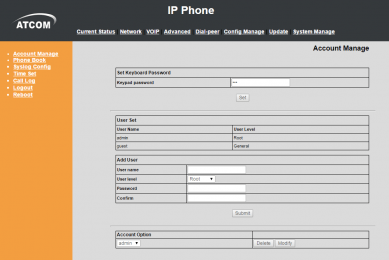 IP Phone
ATCOM
Current Status Network VOIP Advanced Dial-peer Config Manage Update System Manage
Account Manage
Account Manage
Phone Book
Syslog Config
Time Set
Call Log
Logout
Reboot
Set Keyboard Password
Keypad password
Set
User Set
User Name User Level
admin Root
guest General
Add User
User name
User level Root
Password
Confirm
Submit
Account Option
admin Delete Modify